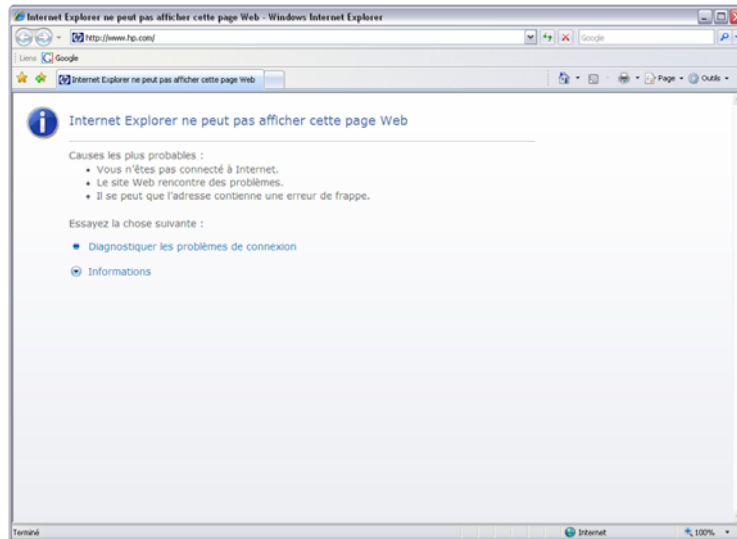 Internet Explorer ne peut pas afficher cette page Web - Windows Internet Explorer
http://www.hp.com/
Google
Liens Google
Internet Explorer ne peut pas afficher cette page Web
Page Outils
Internet Explorer ne peut pas afficher cette page Web
Causes les plus probables :
• Vous n'êtes pas connecté à Internet.
• Le site Web rencontre des problèmes.
• Il se peut que l'adresse contienne une erreur de frappe.
Essayez la chose suivante :
Diagnostiquer les problèmes de connexion
Informations
Terminé Internet 100%